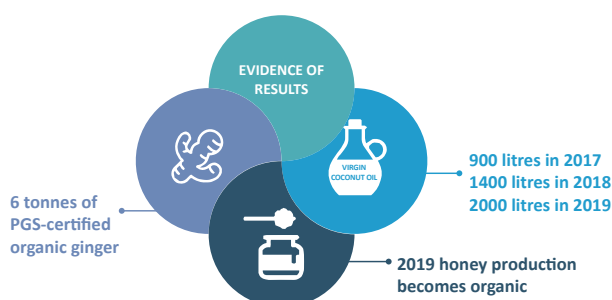 EVIDENCE OF
RESULTS
VIRGIN
COCONUT OIL
900 litres in 2017
1400 litres in 2018
2000 litres in 2019
6 tonnes of
PGS-certified
organic ginger
2019 honey production
becomes organic